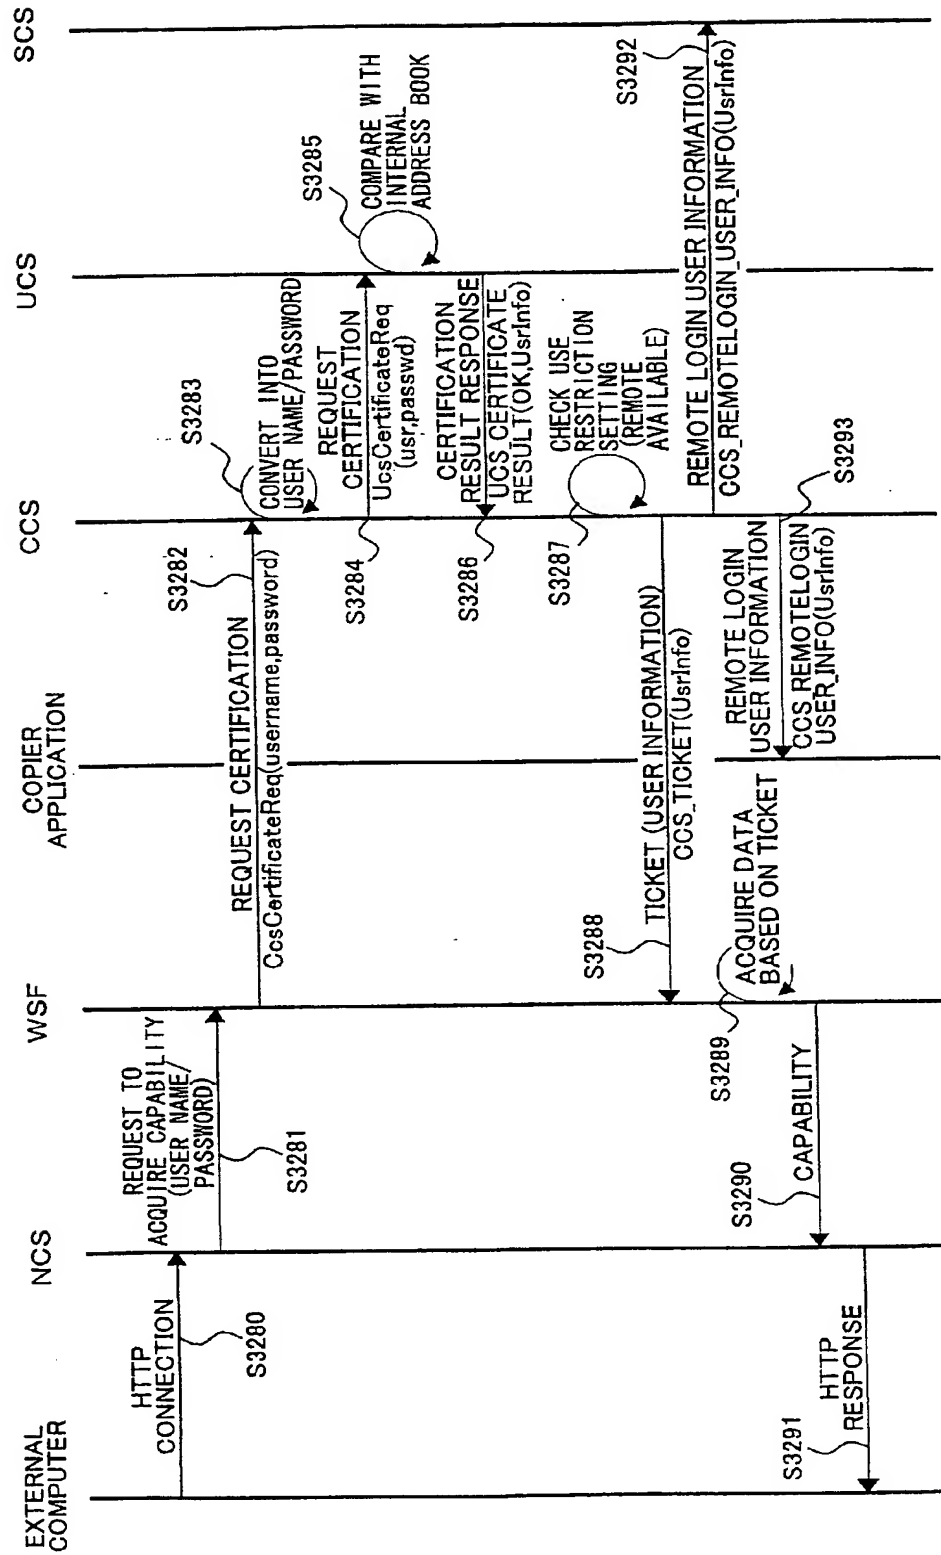 EXTERNAL
COMPUTER
NCS
WSF
COPIER
APPLICATION
CCS
UCS
SCS
HTTP
CONNECTION
S3280
REQUEST TO
ACQUIRE CAPABILITY
(USER NAME/
PASSWORD)
S3281
REQUEST CERTIFICATION
CcsCertificateReq(username,password)
S3282
CONVERT INTO
USER NAME/PASSWORD
S3283
REQUEST
CERTIFICATION
UcsCertificateReq
(usr,passwd)
S3284
COMPARE WITH
INTERNAL
ADDRESS BOOK
S3285
CERTIFICATION
RESULT RESPONSE
UCS_CERTIFICATE_
RESULT(OK,UsrInfo)
S3286
CHECK USE
RESTRICTION
SETTING
(REMOTE
AVAILABLE)
S3287
TICKET (USER INFORMATION)
CCS_TICKET(UsrInfo)
S3288
ACQUIRE DATA
BASED ON TICKET
S3289
CAPABILITY
S3290
HTTP
RESPONSE
S3291
REMOTE LOGIN USER INFORMATION
CCS_REMOTELOGIN_USER_INFO(UsrInfo)
S3292
REMOTE LOGIN
USER INFORMATION
CCS_REMOTELOGIN
USER_INFO(UsrInfo)
S3293